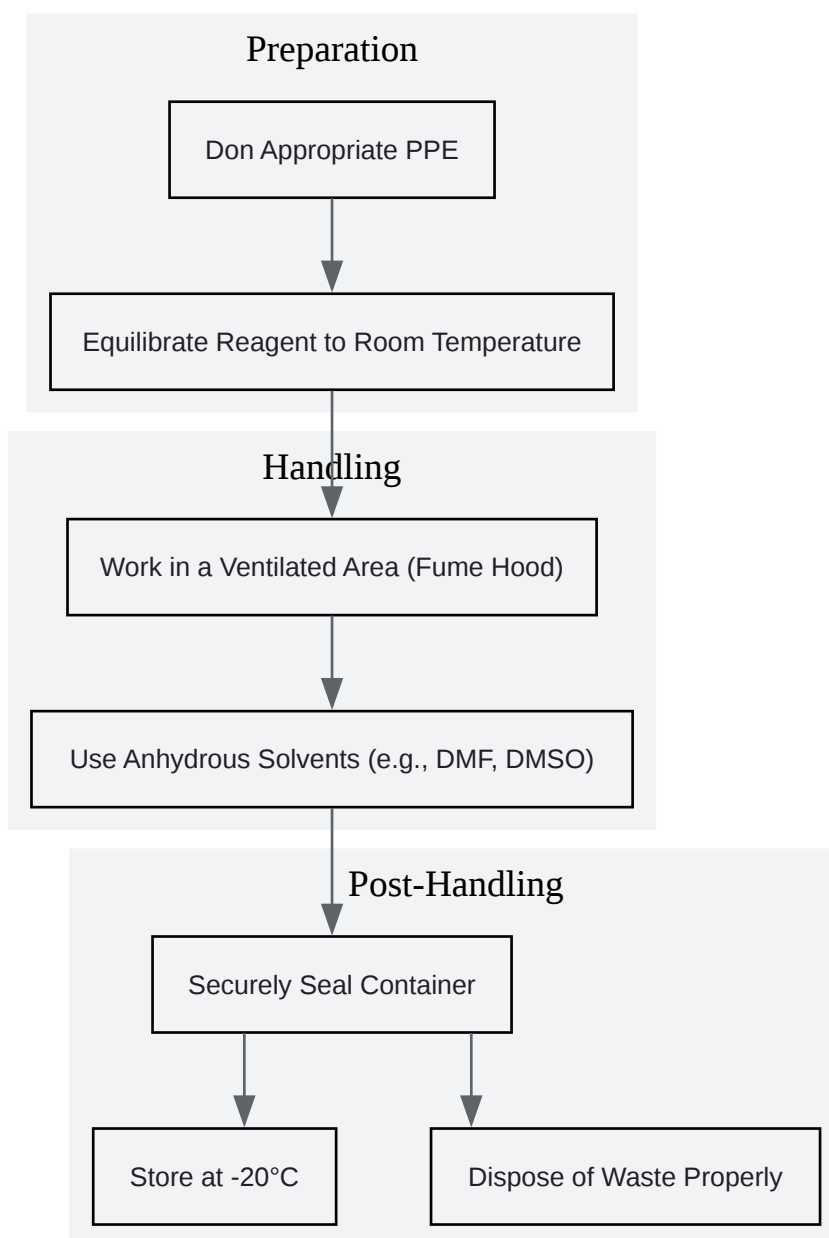 Preparation
Don Appropriate PPE
Equilibrate Reagent to Room Temperature
Handling
Work in a Ventilated Area (Fume Hood)
Use Anhydrous Solvents (e.g., DMF, DMSO)
Post-Handling
Securely Seal Container
Store at -20°C
Dispose of Waste Properly